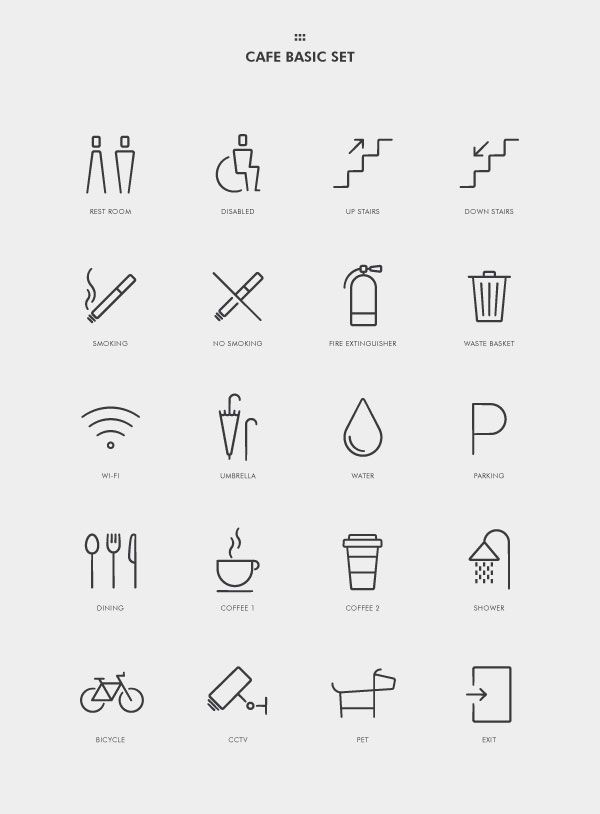 CAFE BASIC SET
REST ROOM
DISABLED
UP STAIRS
DOWN STAIRS
SMOKING
NO SMOKING
FIRE EXTINGUISHER
WASTE BASKET
WI-FI
UMBRELLA
WATER
PARKING
DINING
COFFEE 1
COFFEE 2
SHOWER
BICYCLE
CCTV
PET
EXIT